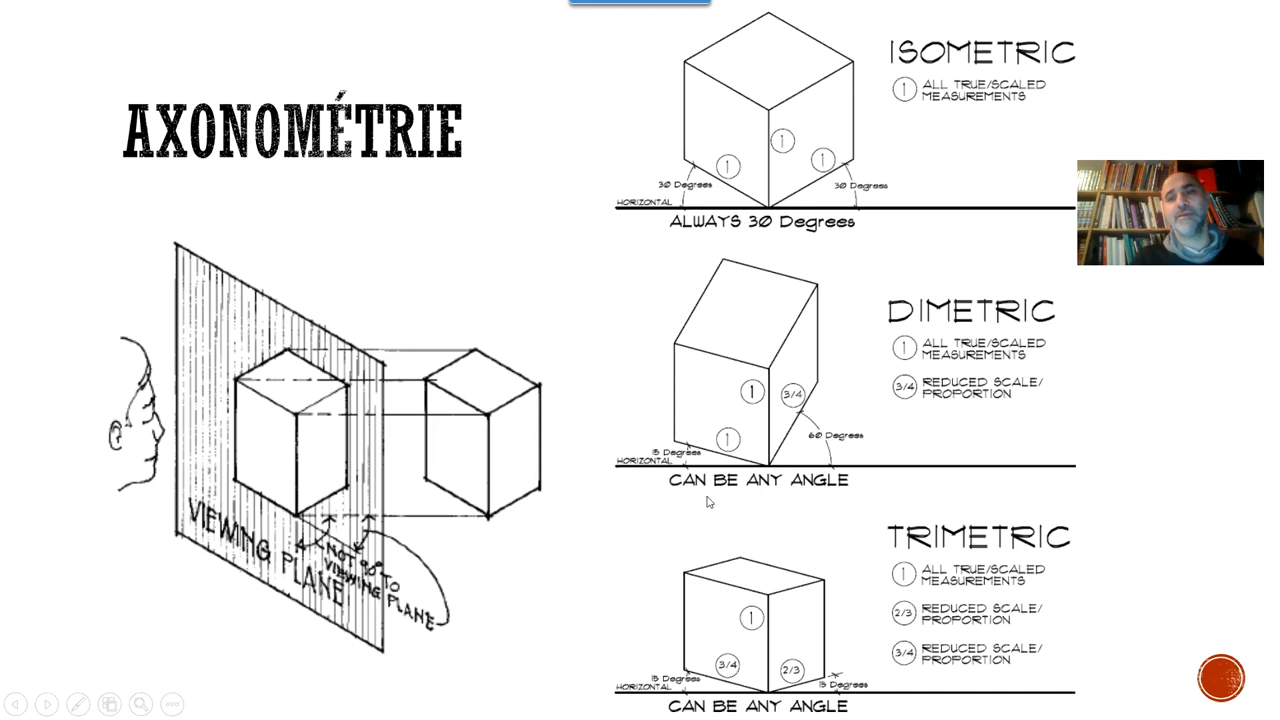 AXONOMÉTRIE
VIEWING PLANE
NOT 90° TO
VIEWING PLANE
ISOMETRIC
1 ALL TRUE/SCALED
MEASUREMENTS
1
1
1
30 Degrees
30 Degrees
HORIZONTAL
ALWAYS 30 Degrees
DIMETRIC
1 ALL TRUE/SCALED
MEASUREMENTS
3/4 REDUCED SCALE/
PROPORTION
1
3/4
1
60 Degrees
15 Degrees
HORIZONTAL
CAN BE ANY ANGLE
TRIMETRIC
1 ALL TRUE/SCALED
MEASUREMENTS
2/3 REDUCED SCALE/
PROPORTION
3/4 REDUCED SCALE/
PROPORTION
1
3/4
2/3
15 Degrees
15 Degrees
HORIZONTAL
CAN BE ANY ANGLE